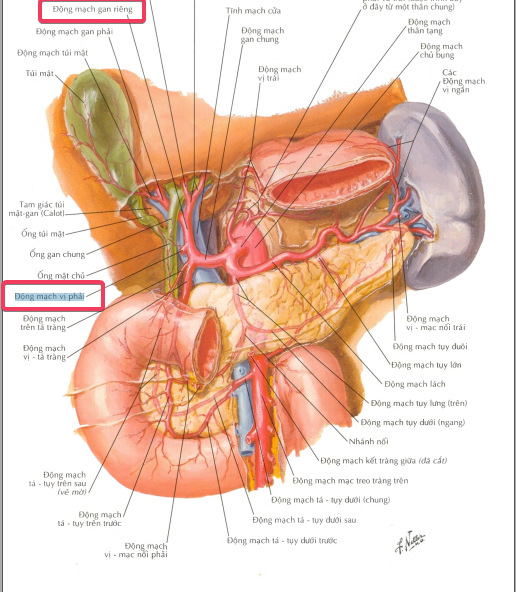 Động mạch gan riêng
ở đây từ một thân chung)
Tĩnh mạch cửa
Động mạch
thân tạng
Động mạch gan phải
Động mạch
gan chung
Động mạch
chủ bụng
Động mạch túi mật
Túi mật
Động mạch
vị trái
Các
Động mạch
vị ngắn
Tam giác túi
mật-gan (Calot)
Ống túi mật
Ống gan chung
Ống mật chủ
Động mạch vị phải
Động mạch
trên tá tràng
Động mạch
vị - tá tràng
Động mạch
vị - mạc nối trái
Động mạch tụy đuôi
Động mạch tụy lớn
Động mạch lách
Động mạch tuy lưng (trên)
Động mạch tụy dưới (ngang)
Nhánh nối
Động mạch kết tràng giữa (đã cắt)
Động mạch
tá - tụy trên sau
(vẽ mờ)
Động mạch mạc treo tràng trên
Động mạch tá - tụy dưới (chung)
Động mạch
tá - tụy trên trước
Động mạch tá - tụy dưới sau
Động mạch
vị - mạc nối phải
Động mạch tá - tụy dưới trước